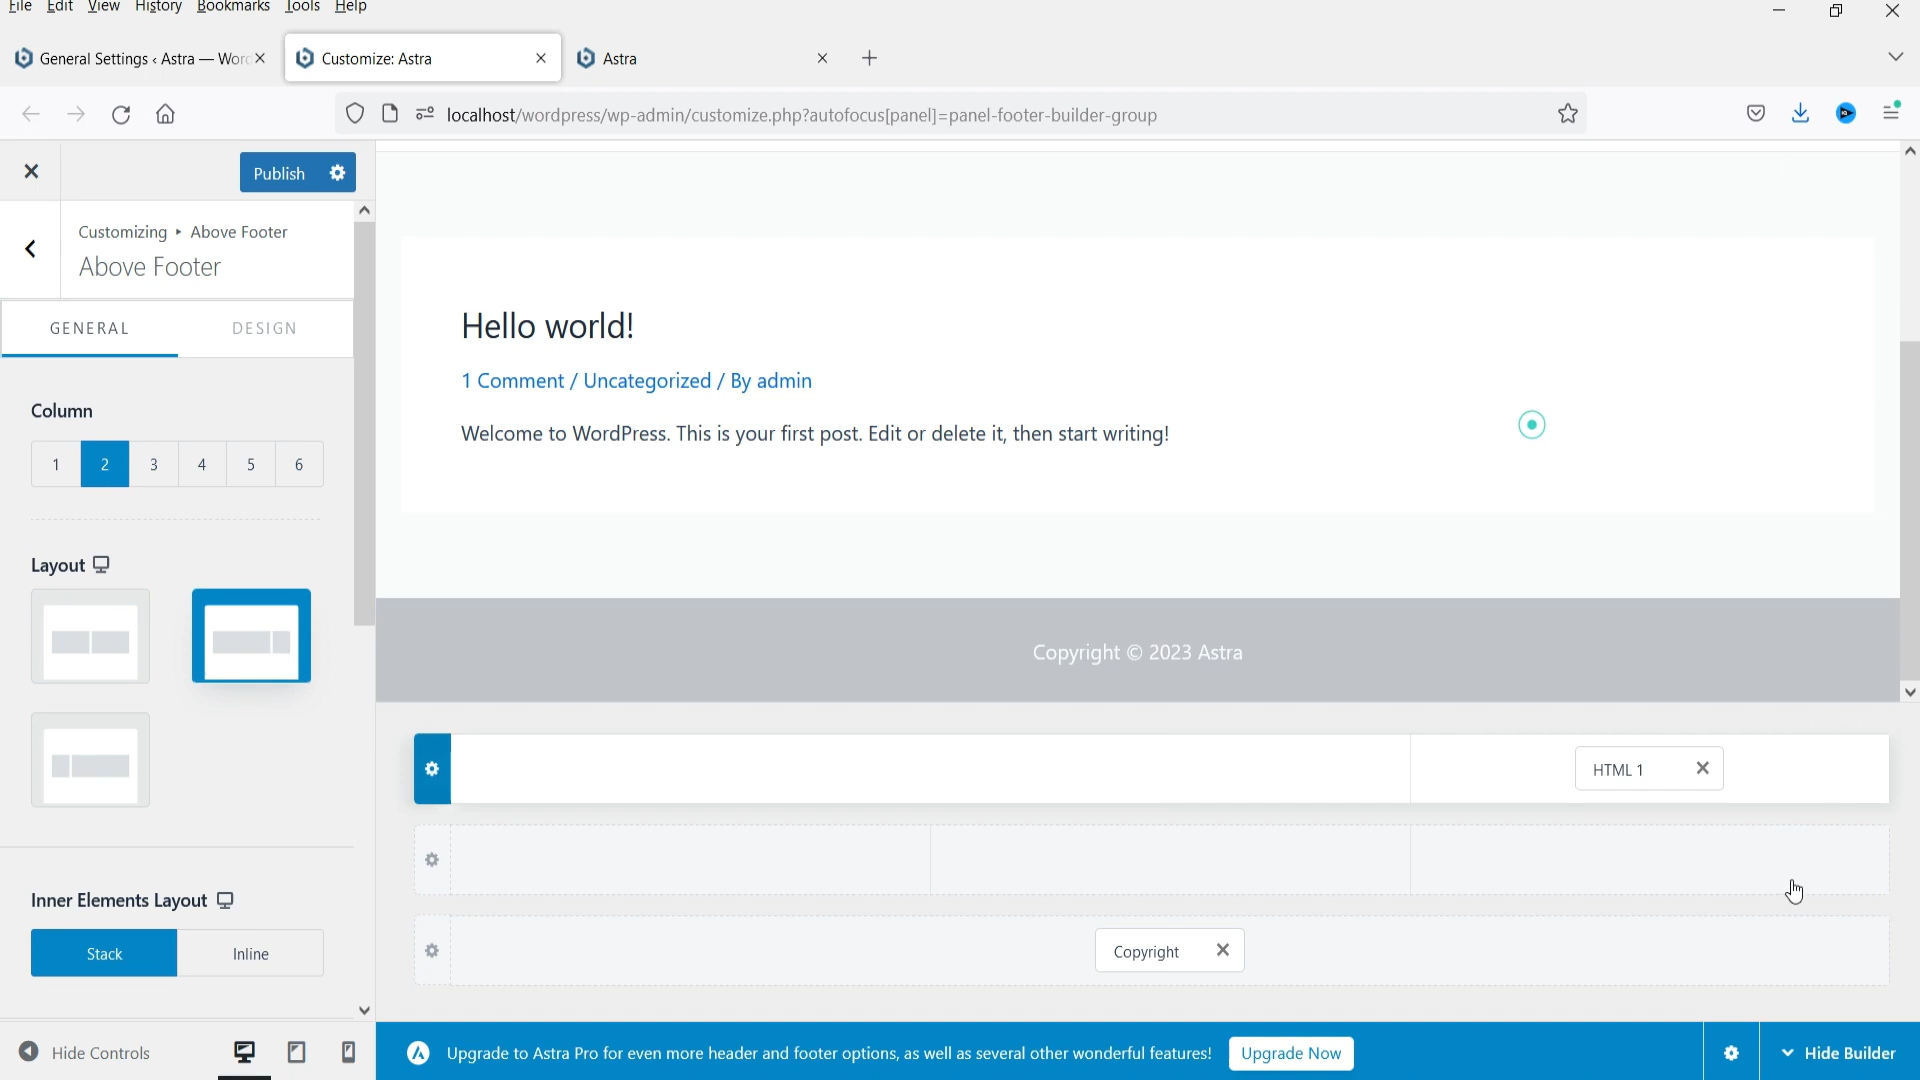 File Edit View History Bookmarks Tools Help
General Settings ‹ Astra — Wor
Customize: Astra
Astra
localhost/wordpress/wp-admin/customize.php?autofocus[panel]=panel-footer-builder-group
Publish
Customizing ▸ Above Footer
Above Footer
GENERAL DESIGN
Column
1 2 3 4 5 6
Layout
Inner Elements Layout
Stack Inline
Hide Controls
Hello world!
1 Comment / Uncategorized / By admin
Welcome to WordPress. This is your first post. Edit or delete it, then start writing!
Copyright © 2023 Astra
HTML 1
Copyright
Upgrade to Astra Pro for even more header and footer options, as well as several other wonderful features! Upgrade Now
Hide Builder